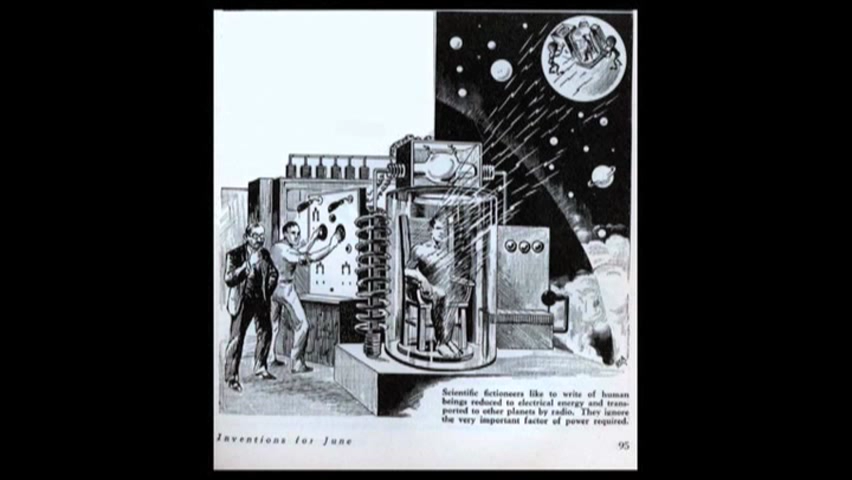 Scientific fictioneers like to write of human
beings reduced to electrical energy and trans-
ported to other planets by radio. They ignore
the very important factor of power required.
Inventions for June
95